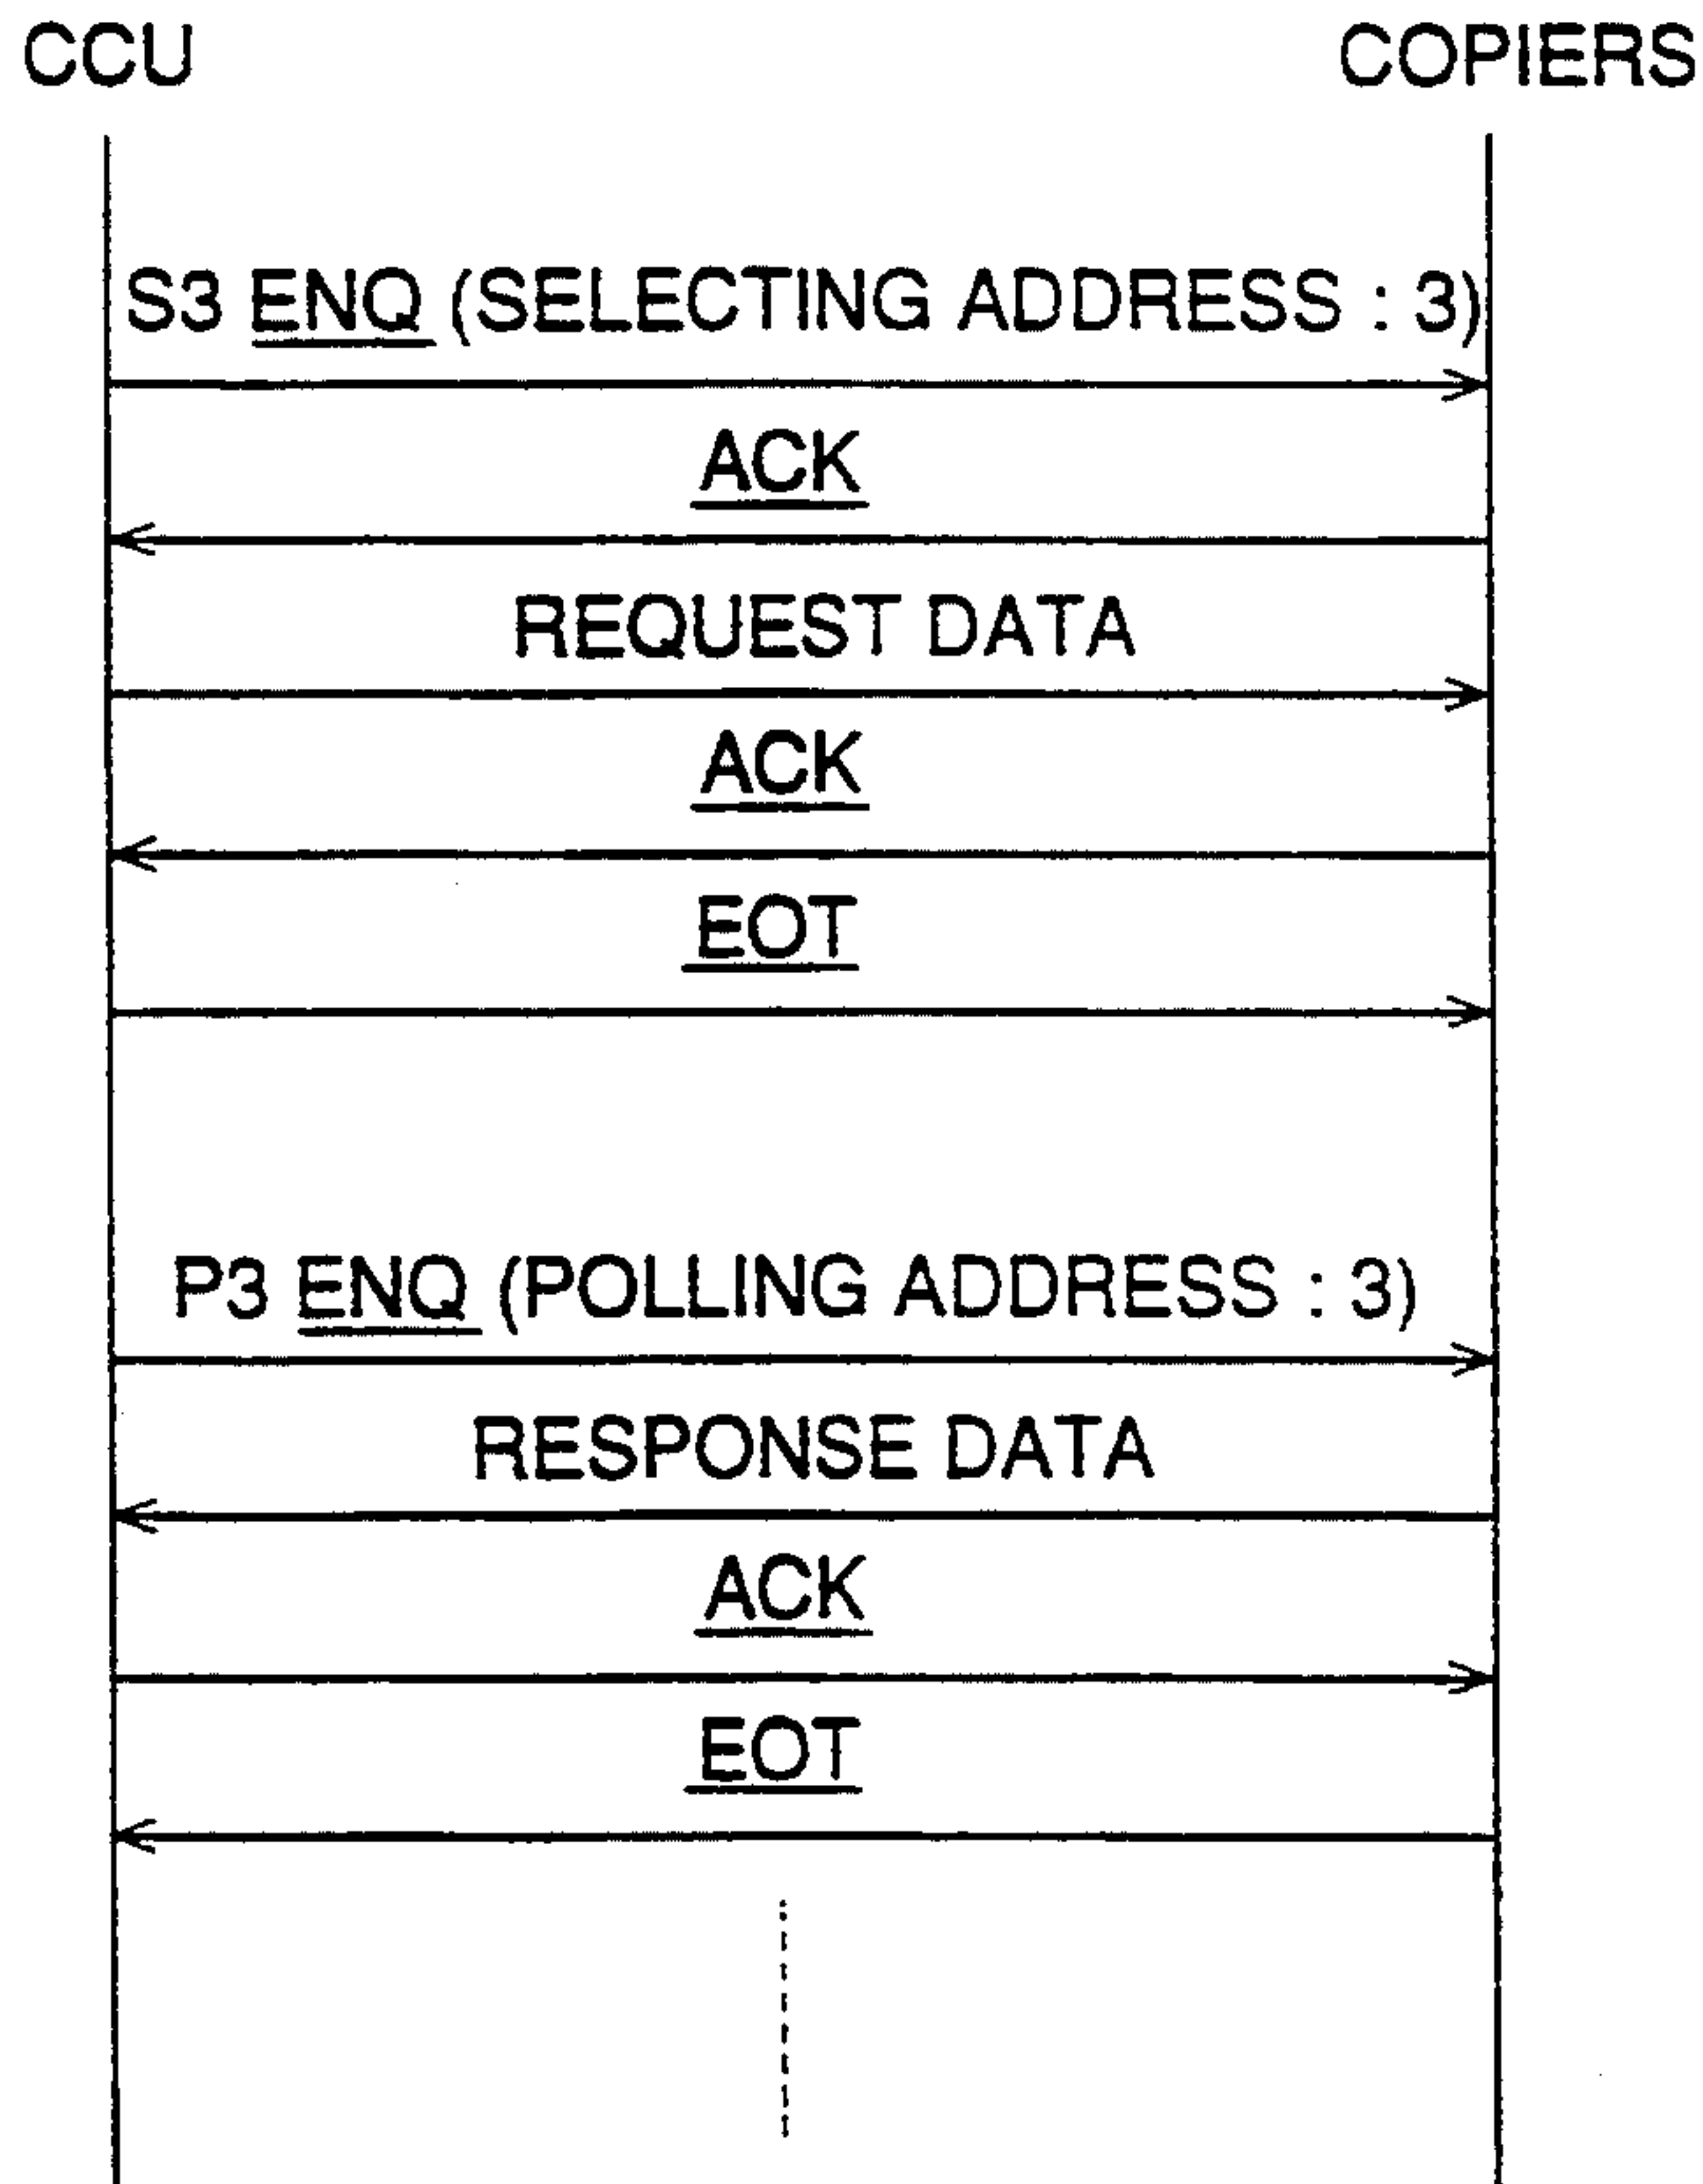 CCU COPIERS
S3 ENQ (SELECTING ADDRESS : 3)
ACK
REQUEST DATA
ACK
EOT
P3 ENQ (POLLING ADDRESS : 3)
RESPONSE DATA
ACK
EOT